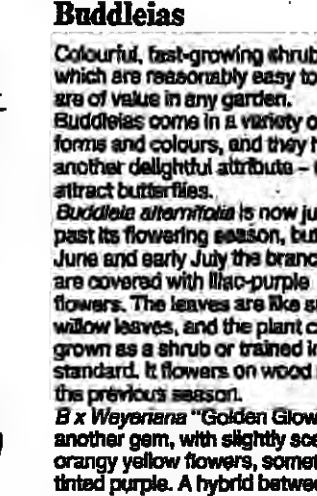 Buddleias
Colourful, fast-growing shrub
which are reasonably easy to
are of value in any garden.
Buddleias come in a variety o
forms and colours, and they h
another delightful attribute –
attract butterflies.
Buddleia alternifolia is now ju
past its flowering season, but
June and early July the branc
are covered with lilac-purple
flowers. The leaves are like s
willow leaves, and the plant c
grown as a shrub or trained i
standard. It flowers on wood
the previous season.
B x Weyeriana "Golden Glow
another gem, with slightly sce
orangy yellow flowers, somet
tinted purple. A hybrid betwee